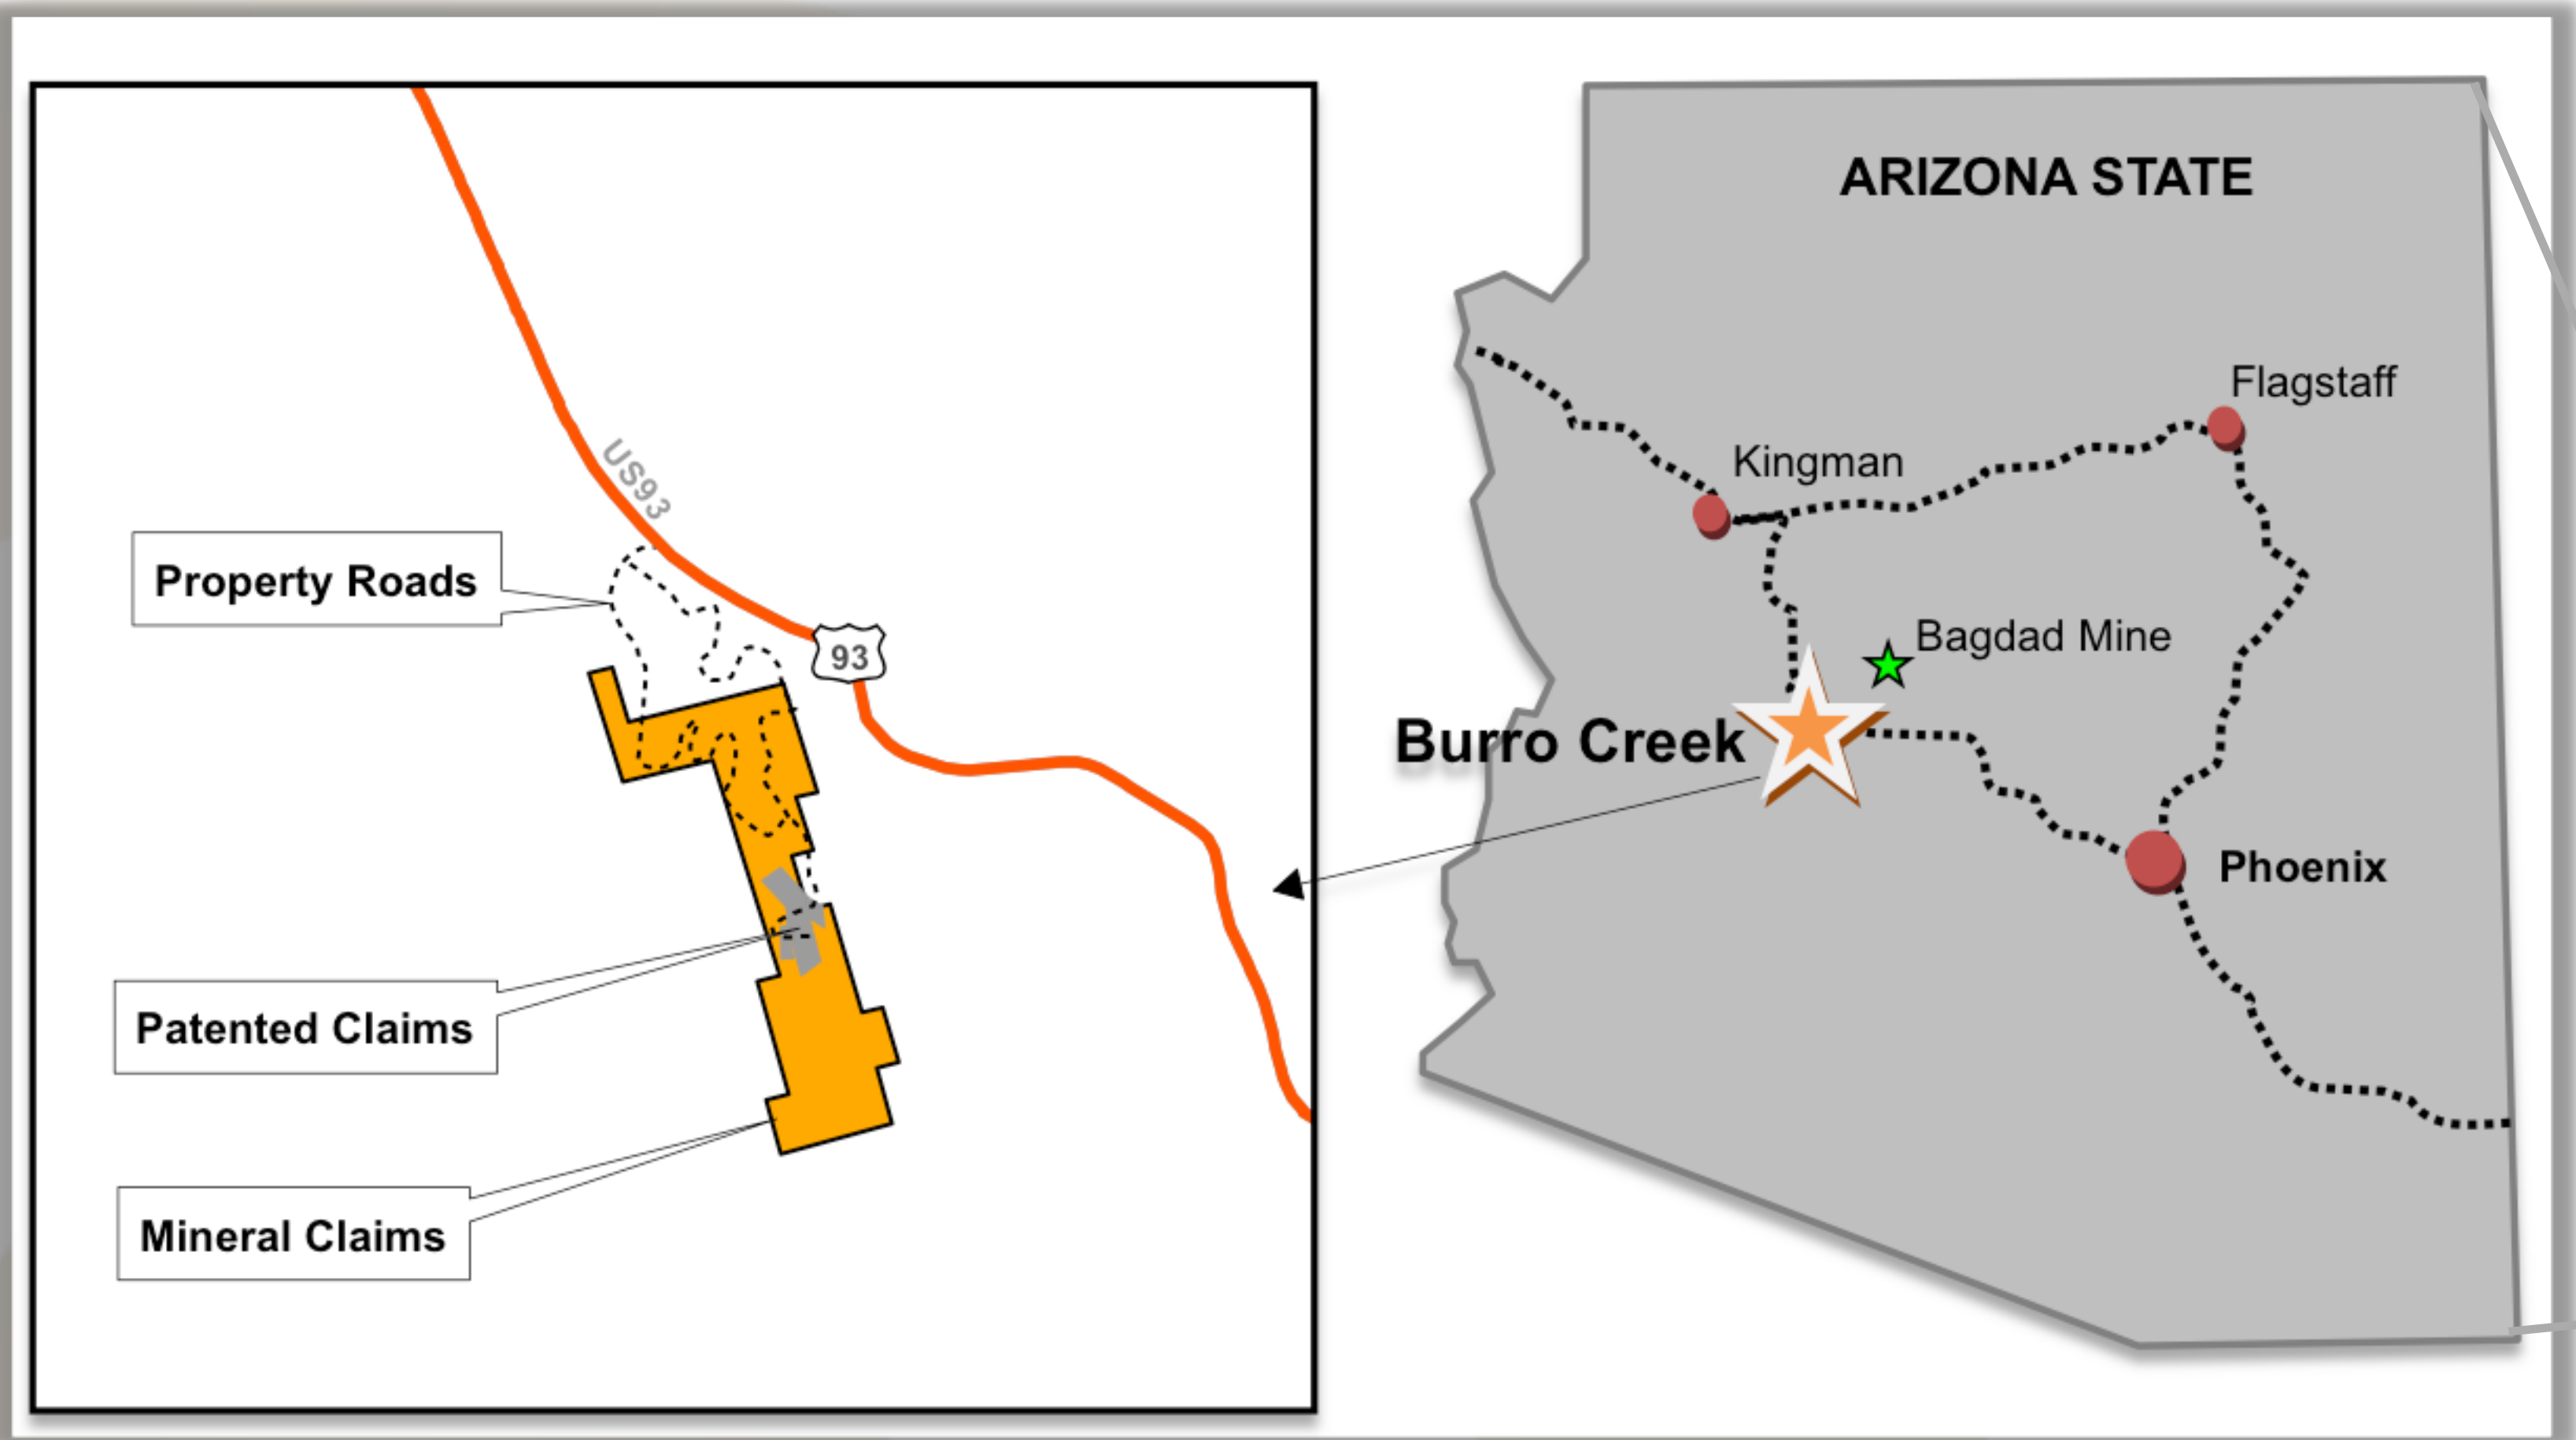 US93
Property Roads
93
Patented Claims
Mineral Claims
ARIZONA STATE
Flagstaff
Kingman
Bagdad Mine
Burro Creek
Phoenix